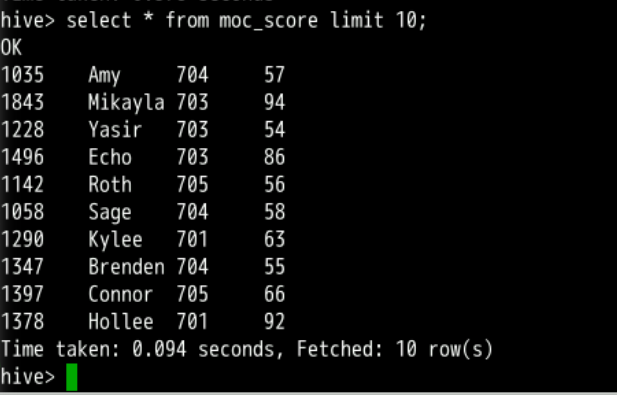 hive> select * from moc_score limit 10;
OK
1035 Amy 704 57
1843 Mikayla 703 94
1228 Yasir 703 54
1496 Echo 703 86
1142 Roth 705 56
1058 Sage 704 58
1290 Kylee 701 63
1347 Brenden 704 55
1397 Connor 705 66
1378 Hollee 701 92
Time taken: 0.094 seconds, Fetched: 10 row(s)
hive>